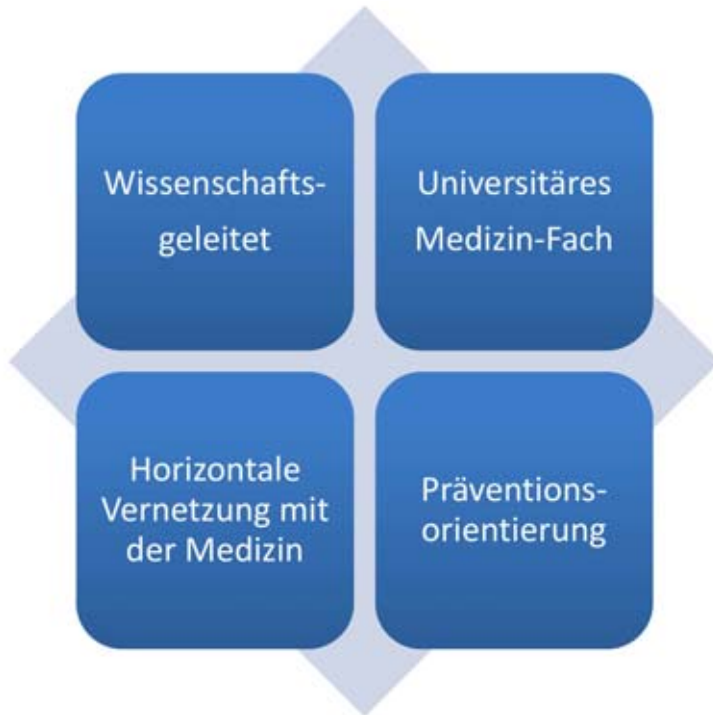 Wissenschafts-
geleitet
Universitäres
Medizin-Fach
Horizontale
Vernetzung mit
der Medizin
Präventions-
orientierung